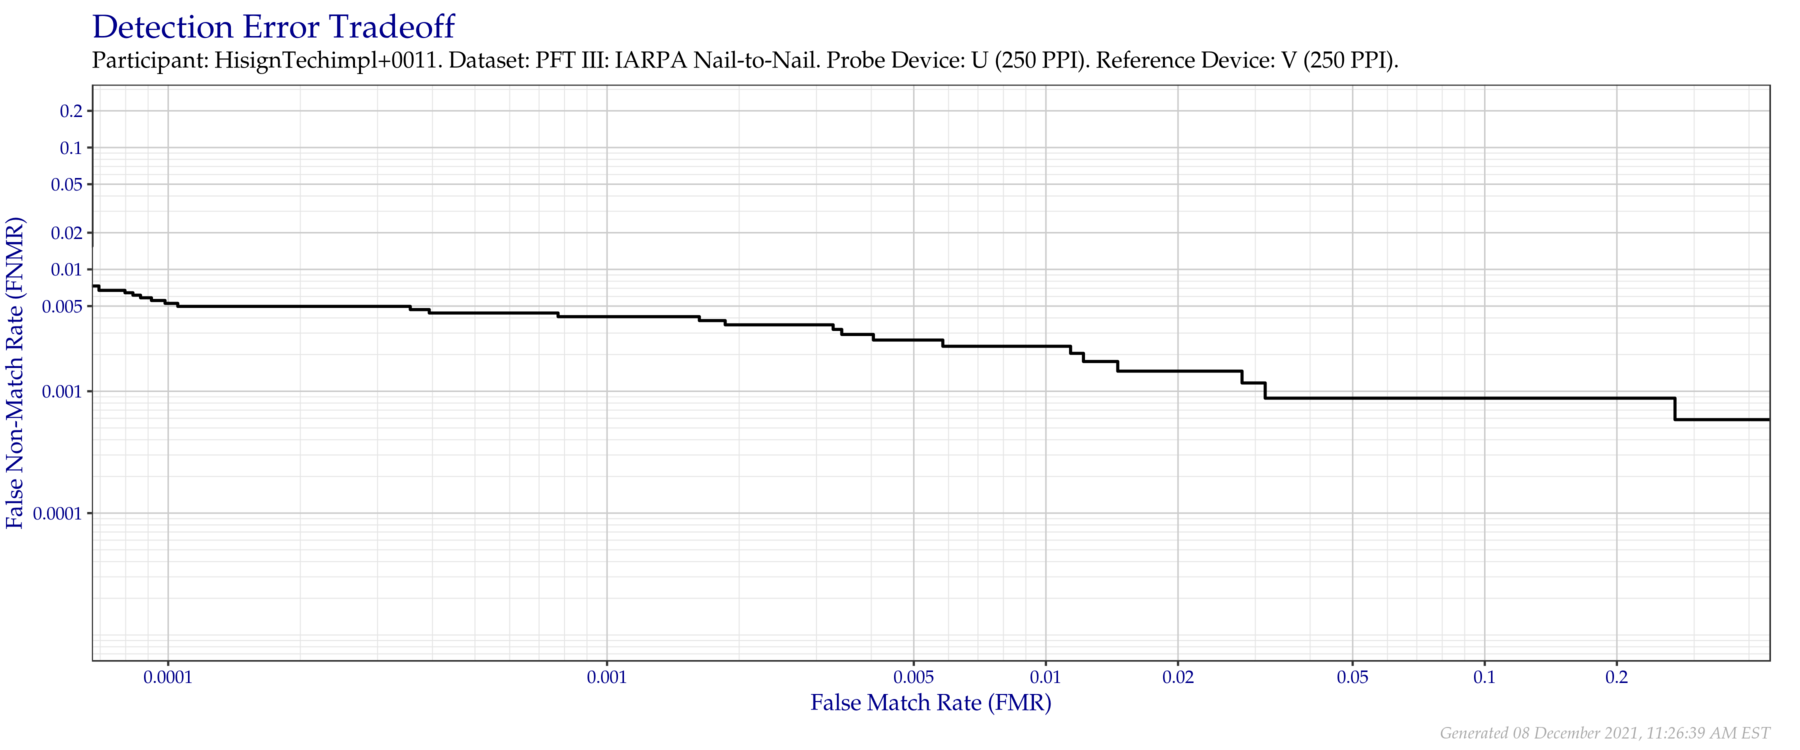 Detection Error Tradeoff
Participant: HisignTechimpl+0011. Dataset: PFT III: IARPA Nail-to-Nail. Probe Device: U (250 PPI). Reference Device: V (250 PPI).
False Non-Match Rate (FNMR)
0.2
0.1
0.05
0.02
0.01
0.005
0.001
0.0001
0.0001 0.001 0.005 0.01 0.02 0.05 0.1 0.2
False Match Rate (FMR)
Generated 08 December 2021, 11:26:39 AM EST